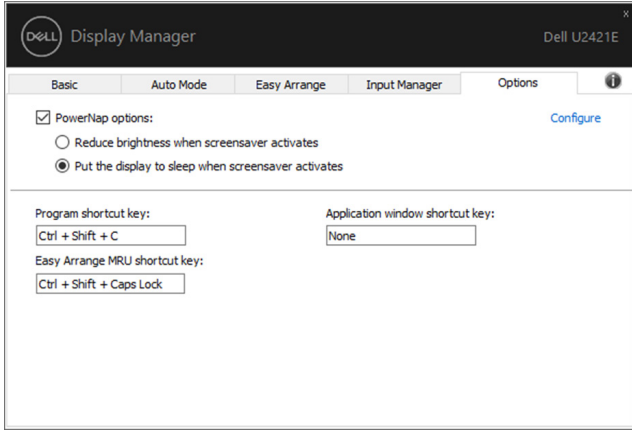 x
DELL Display Manager Dell U2421E
Basic Auto Mode Easy Arrange Input Manager Options
PowerNap options: Configure
Reduce brightness when screensaver activates
Put the display to sleep when screensaver activates
Program shortcut key: Application window shortcut key:
Ctrl + Shift + C None
Easy Arrange MRU shortcut key:
Ctrl + Shift + Caps Lock